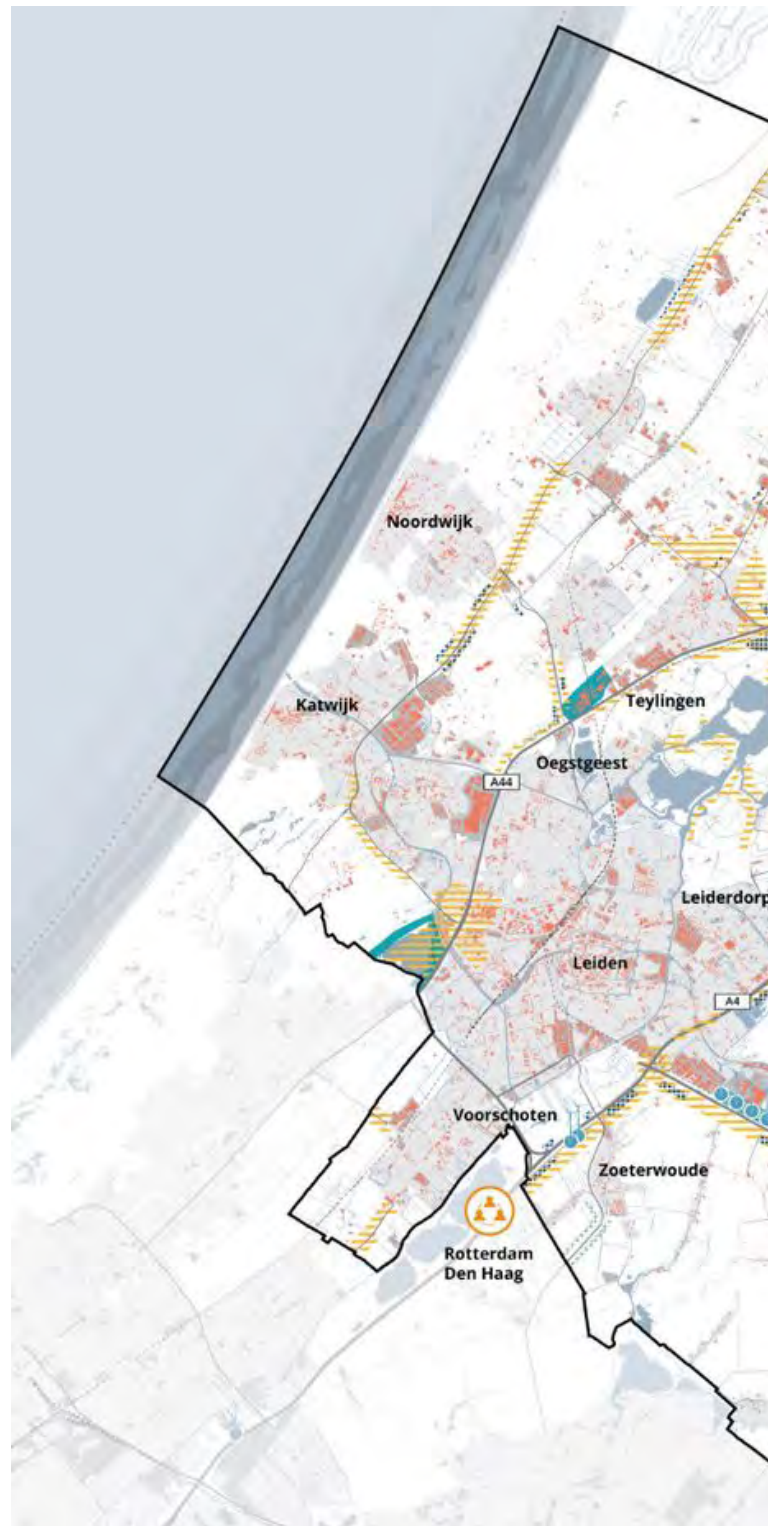 Noordwijk
Teylingen
Katwijk
Oegstgeest
A44
Leiderdorp
Leiden
A4
Voorschoten
Zoeterwoude
Rotterdam
Den Haag